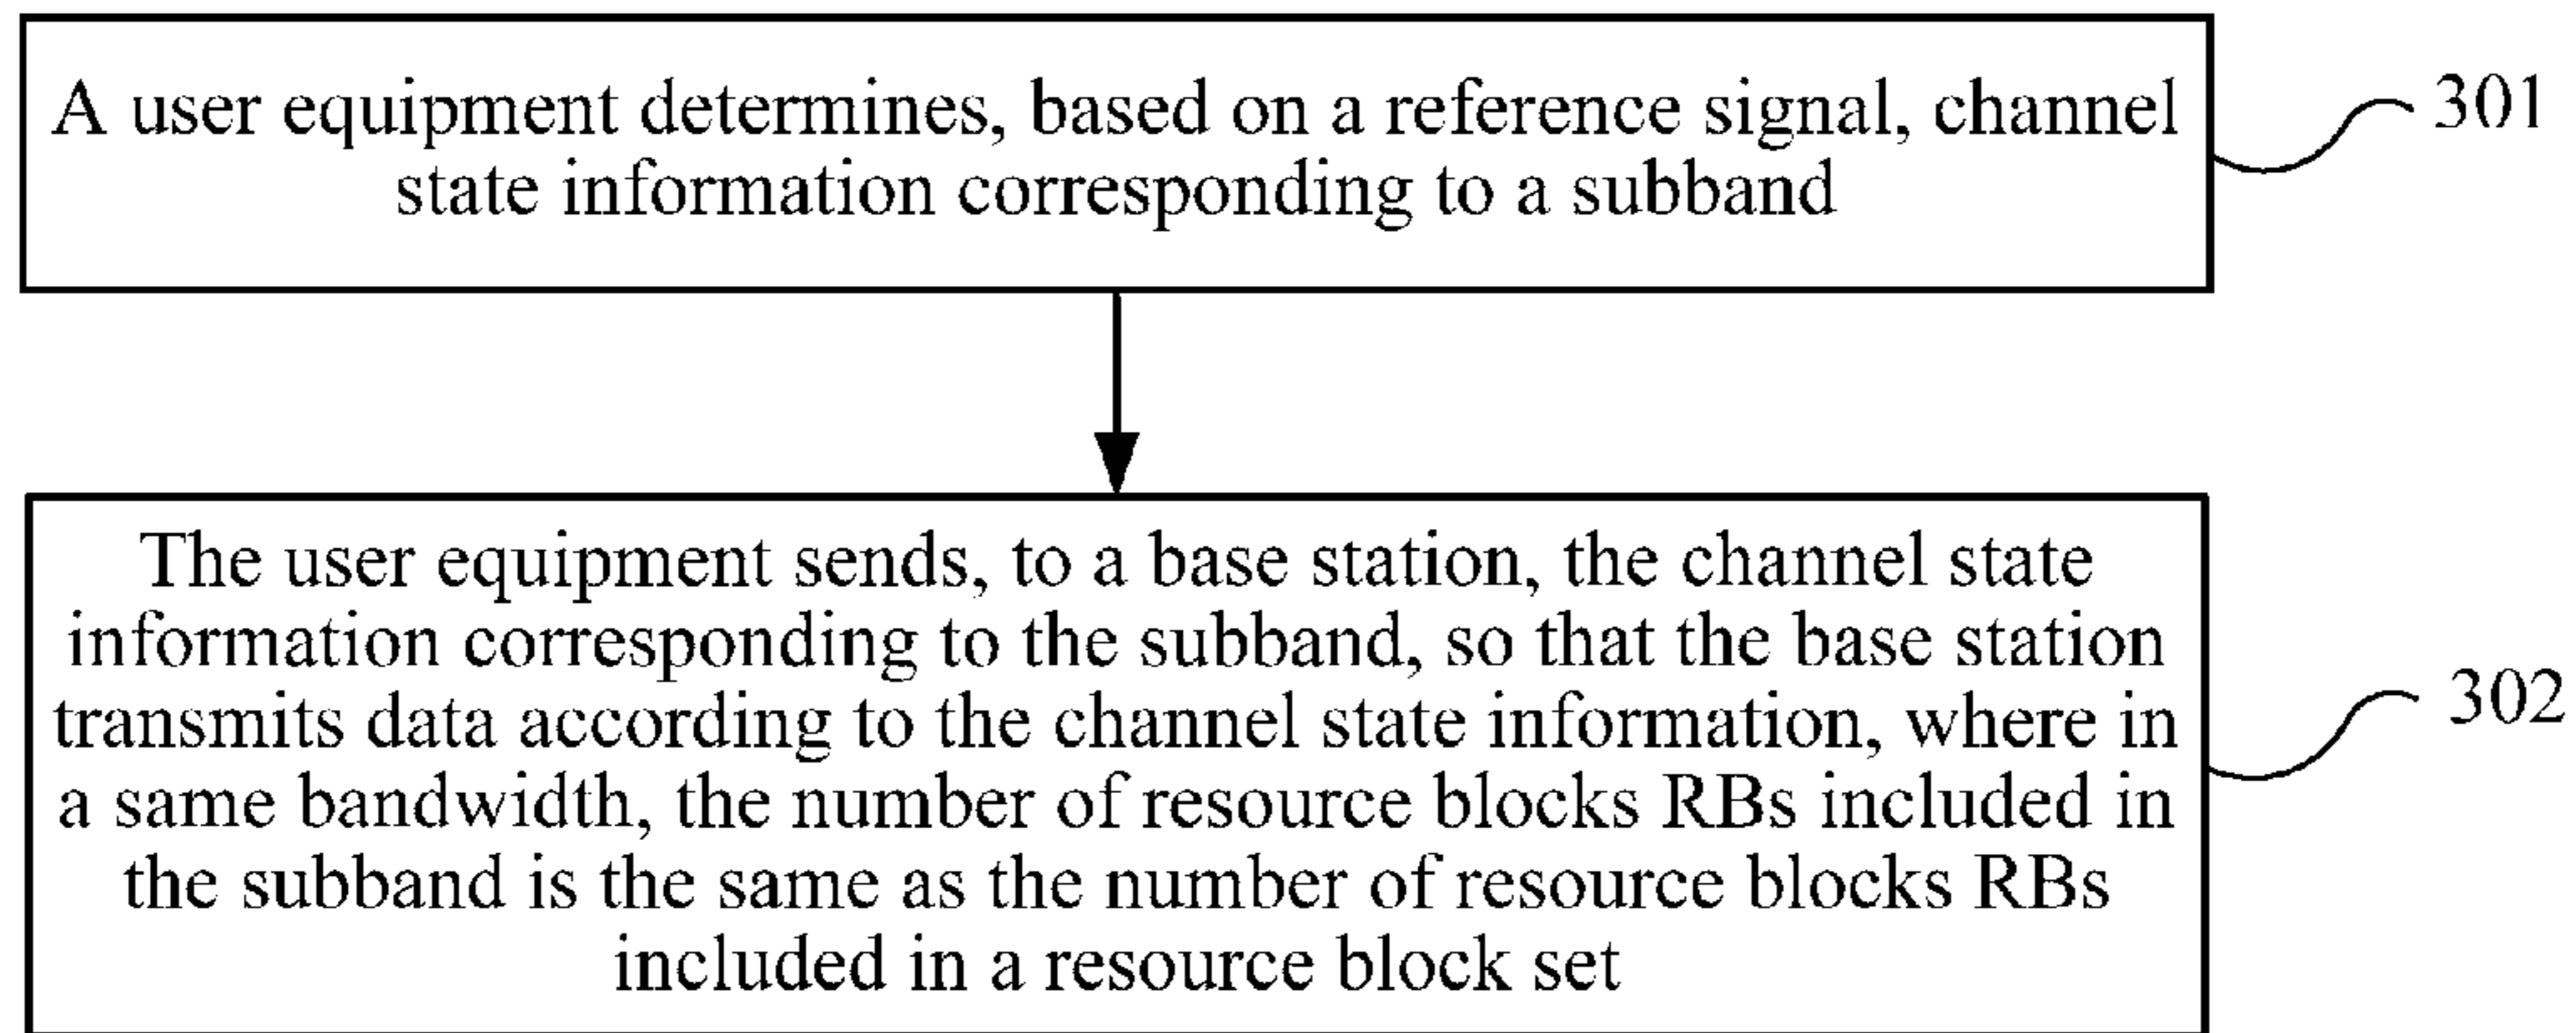 A user equipment determines, based on a reference signal, channel
state information corresponding to a subband
301
The user equipment sends, to a base station, the channel state
information corresponding to the subband, so that the base station
transmits data according to the channel state information, where in
a same bandwidth, the number of resource blocks RBs included in
the subband is the same as the number of resource blocks RBs
included in a resource block set
302